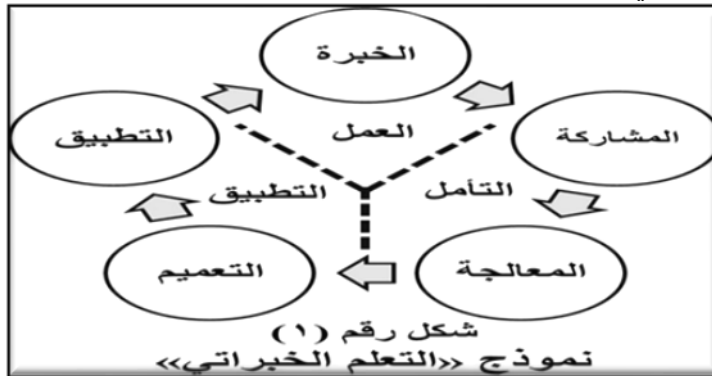 الخبرة
العمل
المشاركة
التطبيق
التأمل
التطبيق
المعالجة
التعميم
شكل رقم (١)
نموذج «التعلم الخبراتي»